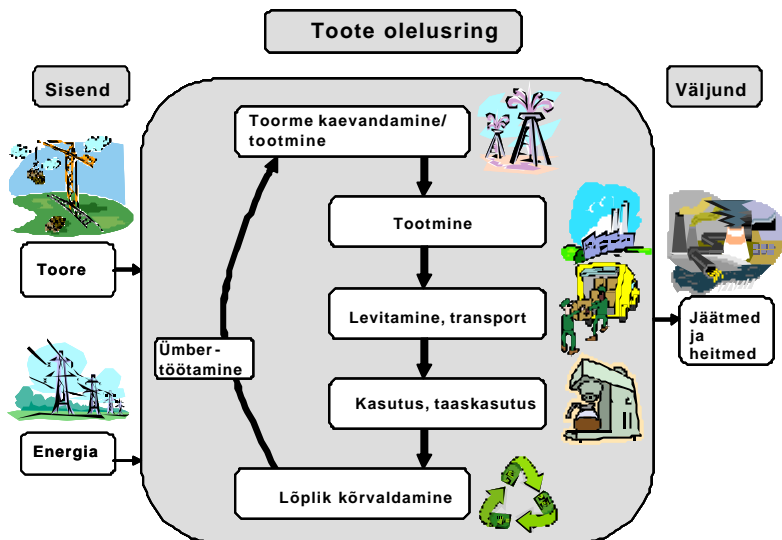 Toote olelusring
Sisend
Väljund
Toorme kaevandamine/
tootmine
Tootmine
Toore
Levitamine, transport
Jäätmed
ja
heitmed
Ümber-
töötamine
Kasutus, taaskasutus
Energia
Lõplik kõrvaldamine